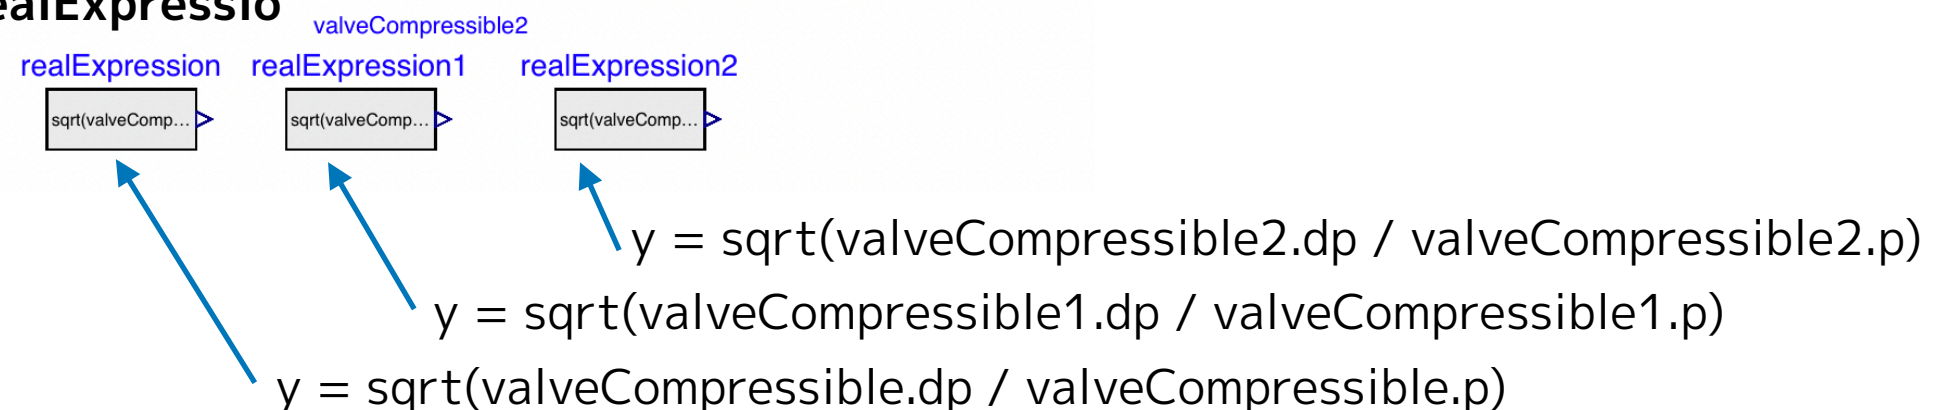 ealExpressio
valveCompressible2
realExpression realExpression1 realExpression2
sqrt(valveComp... sqrt(valveComp... sqrt(valveComp...
y = sqrt(valveCompressible2.dp / valveCompressible2.p)
y = sqrt(valveCompressible1.dp / valveCompressible1.p)
y = sqrt(valveCompressible.dp / valveCompressible.p)